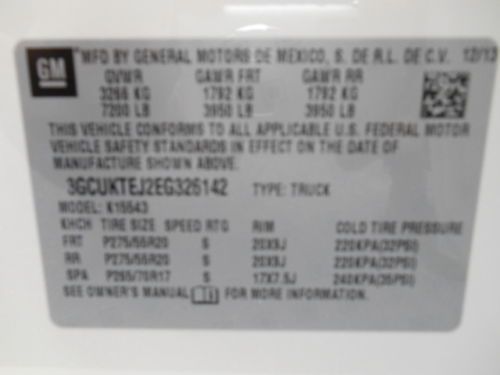 GM
MFD BY GENERAL MOTORS DE MEXICO, S. DE R.L. DE C.V. 12/13
GVWR GAWR FRT GAWR RR
3266 KG 1792 KG 1792 KG
7200 LB 3950 LB 3950 LB
THIS VEHICLE CONFORMS TO ALL APPLICABLE U.S. FEDERAL MOTOR
VEHICLE SAFETY STANDARDS IN EFFECT ON THE DATE OF
MANUFACTURE SHOWN ABOVE.
3GCUKTEJ2EG326142 TYPE: TRUCK
MODEL: K15543
KHCH TIRE SIZE SPEED RTG RIM COLD TIRE PRESSURE
FRT P275/55R20 S 20X9J 220KPA(32PSI)
RR P275/55R20 S 20X9J 220KPA(32PSI)
SPA P265/70R17 S 17X7.5J 240KPA(35PSI)
SEE OWNER'S MANUAL FOR MORE INFORMATION.